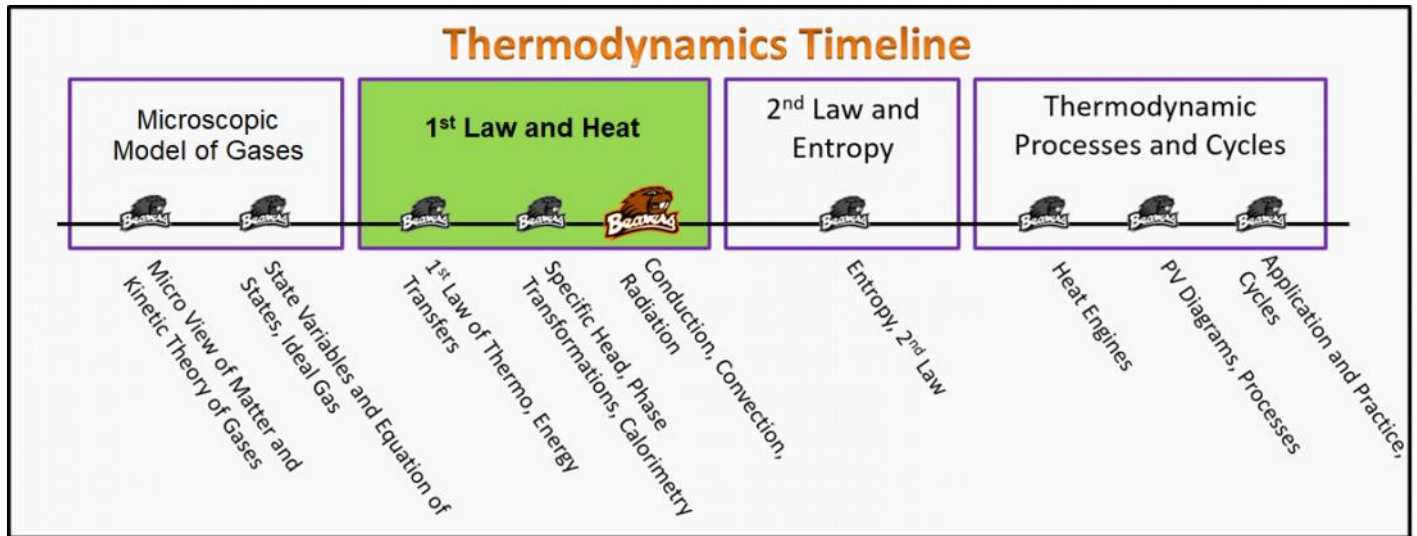 Thermodynamics Timeline
Microscopic
Model of Gases
1st Law and Heat
2nd Law and
Entropy
Thermodynamic
Processes and Cycles
Beavers
Beavers
Beavers
Beavers
Beavers
Beavers
Beavers
Beavers
Beavers
Micro View of Matter and
Kinetic Theory of Gases
State Variables and Equation of
States, Ideal Gas
1st Law of Thermo, Energy
Transfers
Specific Head, Phase
Transformations, Calorimetry
Conduction, Convection,
Radiation
Entropy, 2nd Law
Heat Engines
PV Diagrams, Processes
Application and Practice,
Cycles